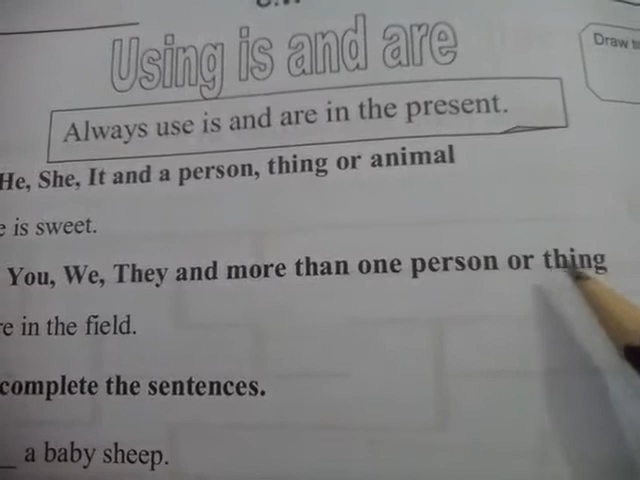 Using is and are
Draw
Always use is and are in the present.
He, She, It and a person, thing or animal
is sweet.
You, We, They and more than one person or thing
in the field.
complete the sentences.
a baby sheep.